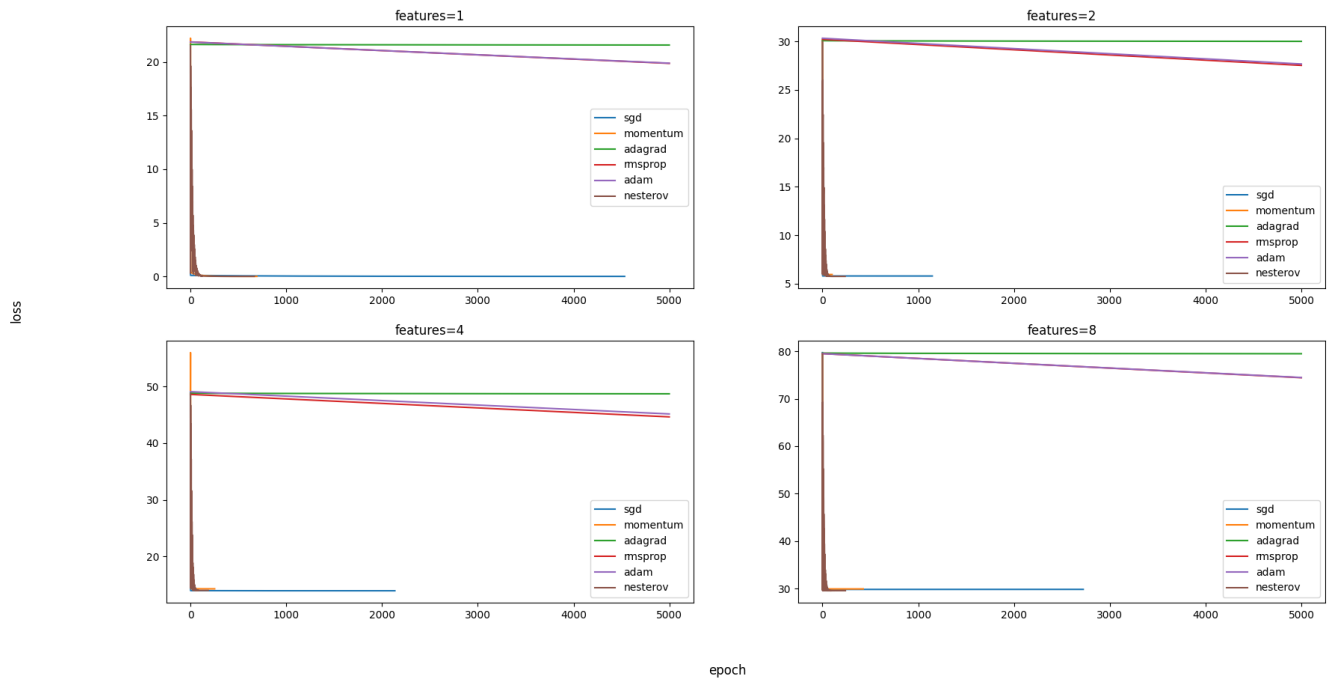 features=1
20
15
10
5
0
0 1000 2000 3000 4000 5000
sgd
momentum
adagrad
rmsprop
adam
nesterov
features=2
30
25
20
15
10
5
0 1000 2000 3000 4000 5000
sgd
momentum
adagrad
rmsprop
adam
nesterov
loss
features=4
50
40
30
20
0 1000 2000 3000 4000 5000
sgd
momentum
adagrad
rmsprop
adam
nesterov
features=8
80
70
60
50
40
30
0 1000 2000 3000 4000 5000
sgd
momentum
adagrad
rmsprop
adam
nesterov
epoch